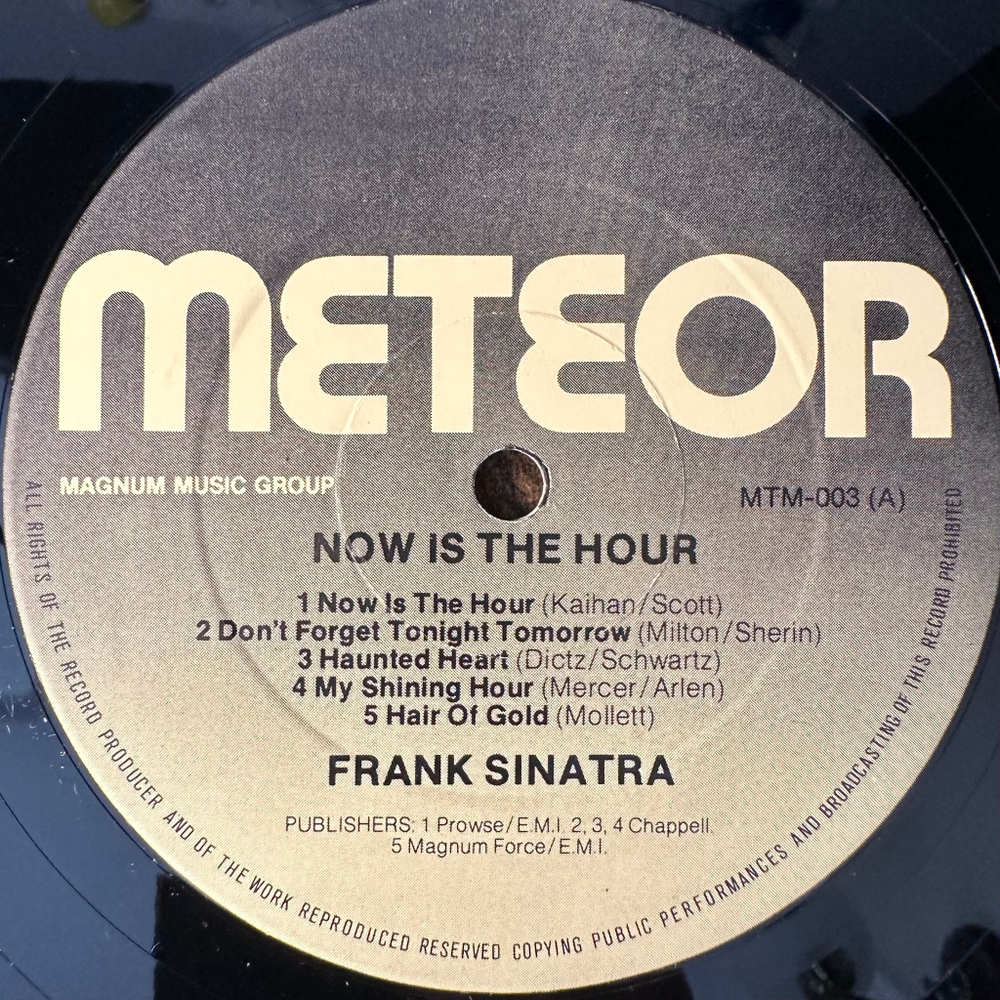 METEOR
MAGNUM MUSIC GROUP
MTM-003 (A)
NOW IS THE HOUR
1 Now Is The Hour (Kaihan/Scott)
2 Don't Forget Tonight Tomorrow (Milton/Sherin)
3 Haunted Heart (Dictz/Schwartz)
4 My Shining Hour (Mercer/Arlen)
5 Hair Of Gold (Mollett)
FRANK SINATRA
PUBLISHERS: 1 Prowse/E.M.I. 2, 3, 4 Chappell.
5 Magnum Force/E.M.I.
ALL RIGHTS OF THE RECORD PRODUCER AND OF THE WORK REPRODUCED RESERVED COPYING PUBLIC PERFORMANCES AND BROADCASTING OF THIS RECORD PROHIBITED